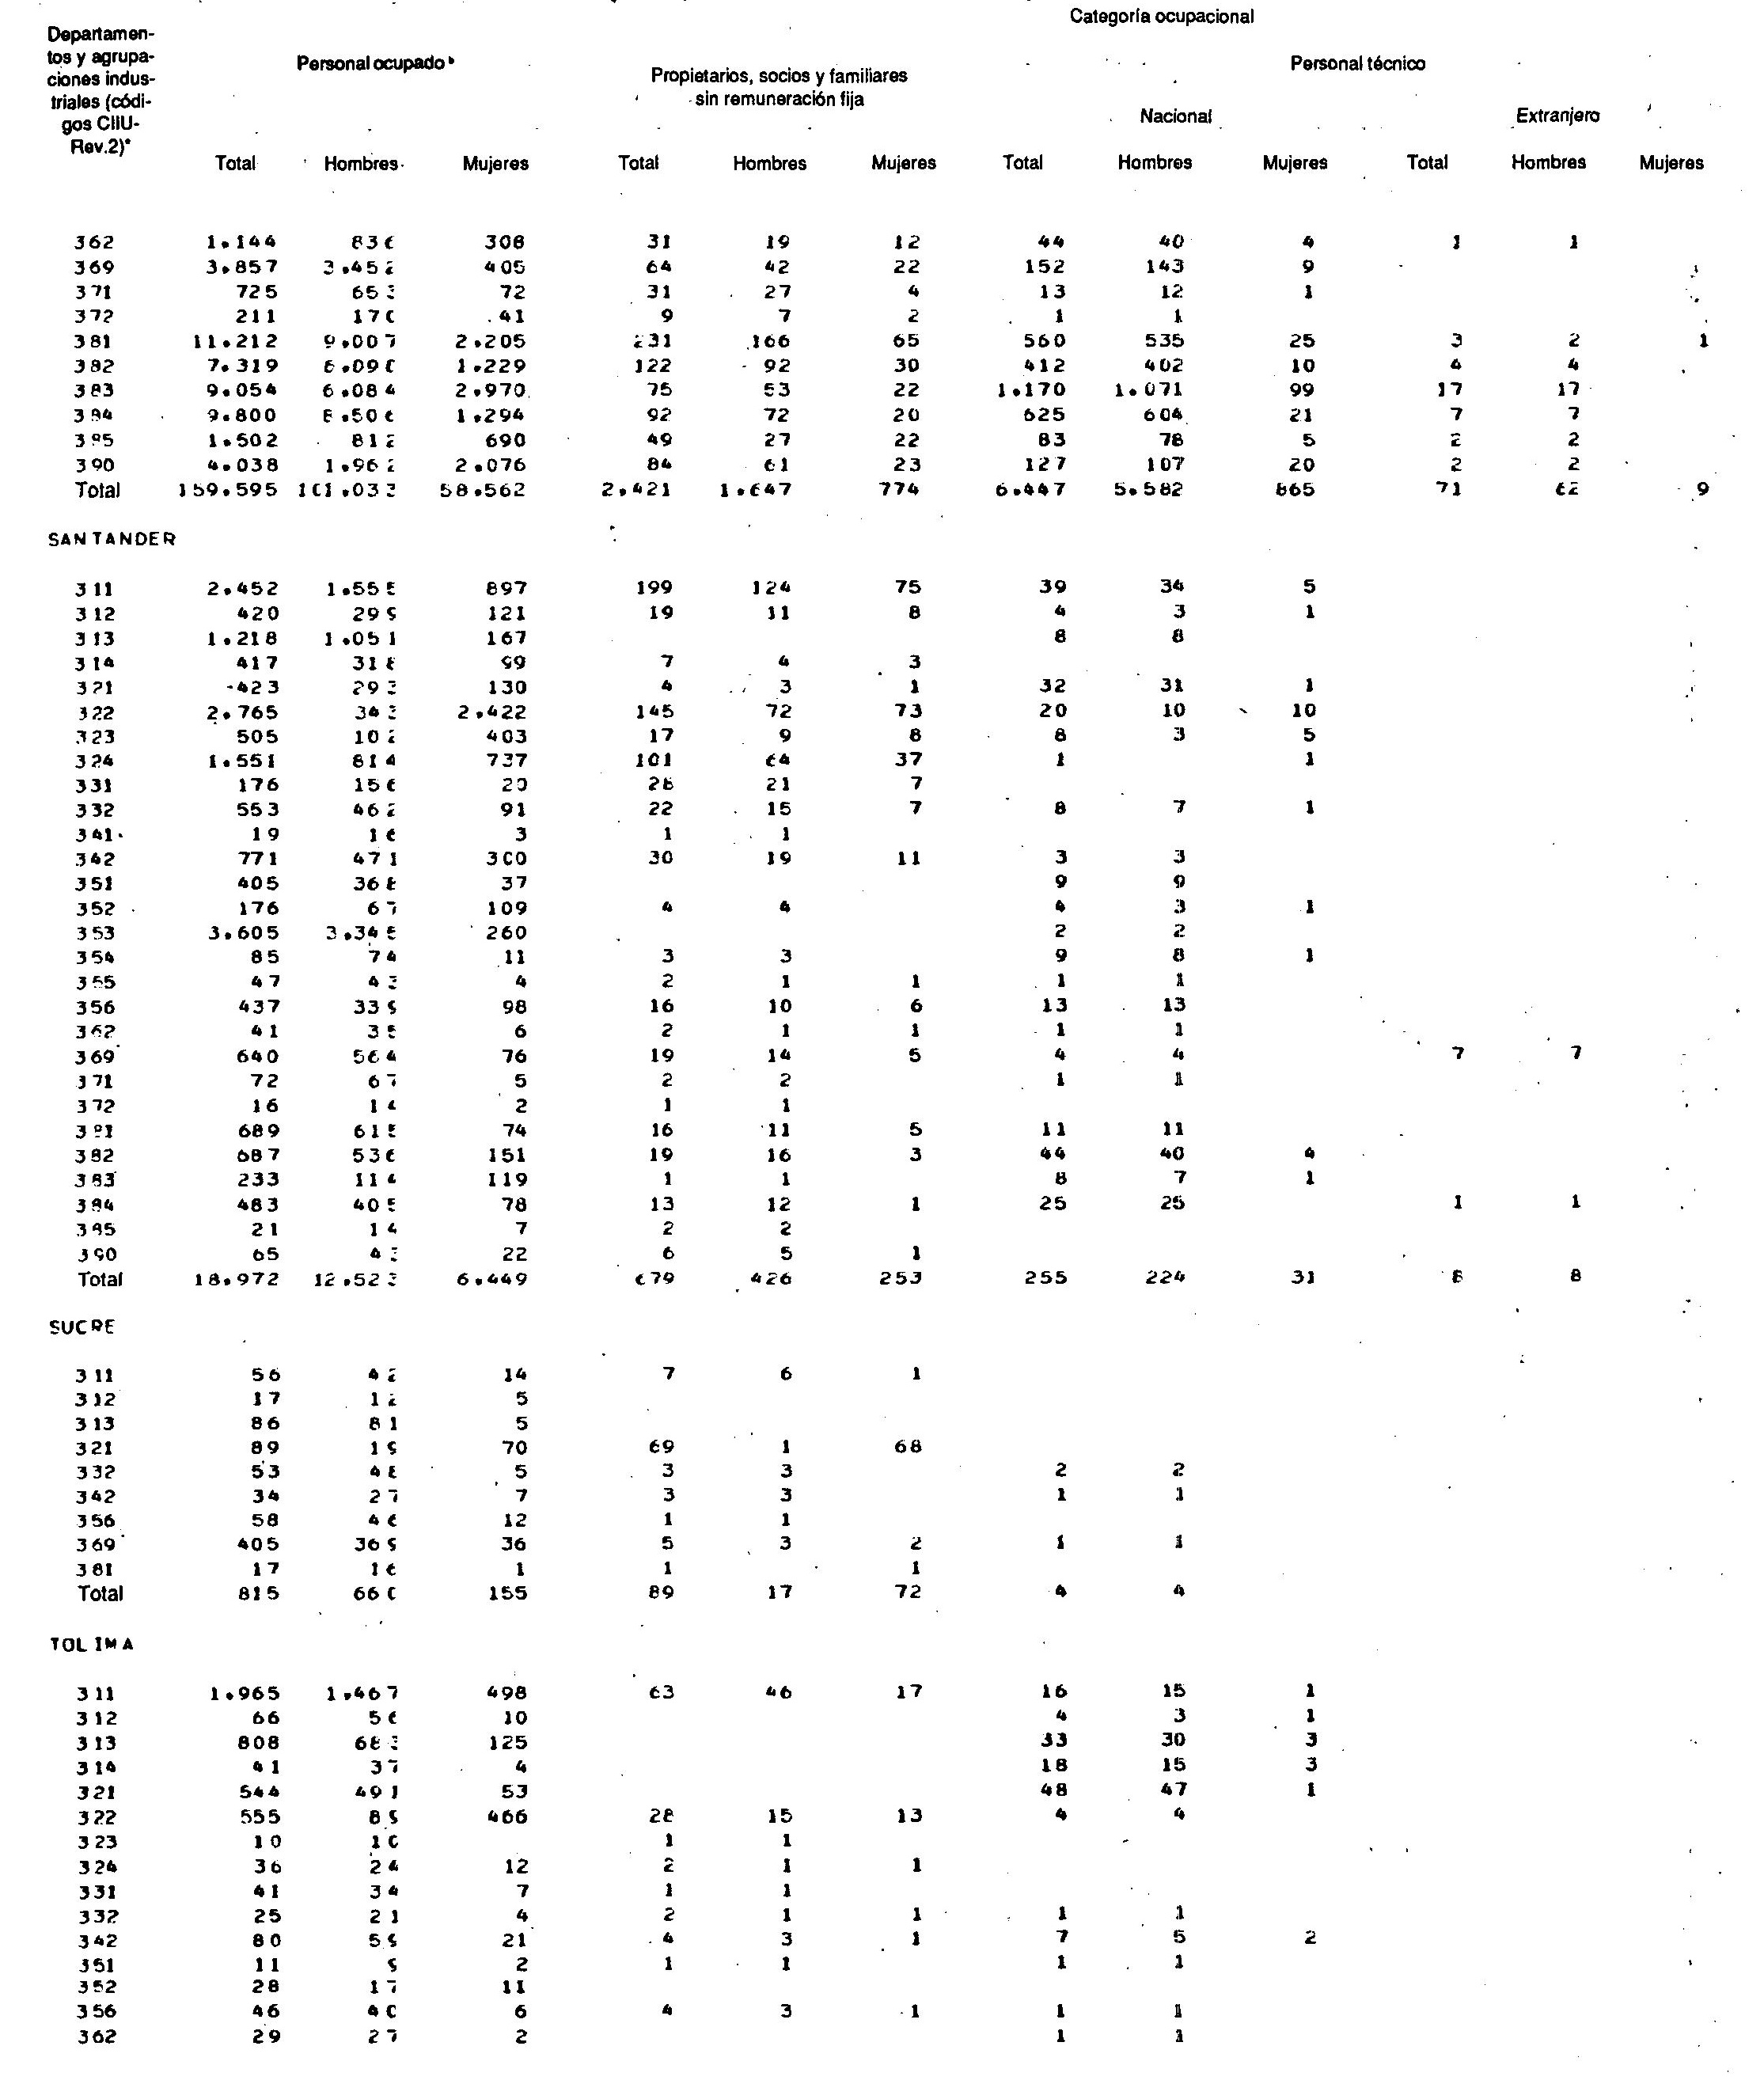 Categoría ocupacional
Departamen-
tos y agrupa-
ciones indus-
triales (códi-
gos CIIU-
Rev.2)ª
Personal ocupado ᵇ
Propietarios, socios y familiares
sin remuneración fija
Personal técnico
Nacional
Extranjero
Total Hombres Mujeres Total Hombres Mujeres Total Hombres Mujeres Total Hombres Mujeres
362 1.144 836 308 31 19 12 44 40 4 1 1
369 3.857 3.452 405 64 42 22 152 143 9
371 725 653 72 31 27 4 13 12 1
372 211 170 41 9 7 2 1 1
381 11.212 9.007 2.205 231 166 65 560 535 25 3 2 1
382 7.319 6.090 1.229 122 92 30 412 402 10 4 4
383 9.054 6.084 2.970 75 53 22 1.170 1.071 99 17 17
384 9.800 8.506 1.294 92 72 20 625 604 21 7 7
385 1.502 812 690 49 27 22 83 78 5 2 2
390 4.038 1.962 2.076 84 61 23 127 107 20 2 2
Total 159.595 101.033 58.562 2.421 1.647 774 6.447 5.582 865 71 62 9
SANTANDER
311 2.452 1.555 897 199 124 75 39 34 5
312 420 299 121 19 11 8 4 3 1
313 1.218 1.051 167 8 8
314 417 318 99 7 4 3
321 423 293 130 4 3 1 32 31 1
322 2.765 343 2.422 145 72 73 20 10 10
323 505 102 403 17 9 8 8 3 5
324 1.551 814 737 101 64 37 1 1
331 176 156 20 28 21 7
332 553 462 91 22 15 7 8 7 1
341 19 16 3 1 1
342 771 471 300 30 19 11 3 3
351 405 368 37 9 9
352 176 67 109 4 4 4 3 1
353 3.605 3.345 260 2 2
354 85 74 11 3 3 9 8 1
355 47 43 4 2 1 1 1 1
356 437 339 98 16 10 6 13 13
362 41 35 6 2 1 1 1 1
369 640 564 76 19 14 5 4 4 7 7
371 72 67 5 2 2 1 1
372 16 14 2 1 1
381 689 615 74 16 11 5 11 11
382 687 536 151 19 16 3 44 40 4
383 233 114 119 1 1 8 7 1
384 483 405 78 13 12 1 25 25 1 1
385 21 14 7 2 2
390 65 43 22 6 5 1
Total 18.972 12.523 6.449 679 426 253 255 224 31 8 8
SUCRE
311 56 42 14 7 6 1
312 17 12 5
313 86 81 5
321 89 19 70 69 1 68
332 53 48 5 3 3 2 2
342 34 27 7 3 3 1 1
356 58 46 12 1 1
369 405 369 36 5 3 2 1 1
381 17 16 1 1 1
Total 815 660 155 89 17 72 4 4
TOLIMA
311 1.965 1.467 498 63 46 17 16 15 1
312 66 56 10 4 3 1
313 808 683 125 33 30 3
314 41 37 4 18 15 3
321 544 491 53 48 47 1
322 555 89 466 28 15 13 4 4
323 10 10 1 1
324 36 24 12 2 1 1
331 41 34 7 1 1
332 25 21 4 2 1 1 1 1
342 80 59 21 4 3 1 7 5 2
351 11 9 2 1 1 1 1
352 28 17 11
356 46 40 6 4 3 1 1 1
362 29 27 2 1 1